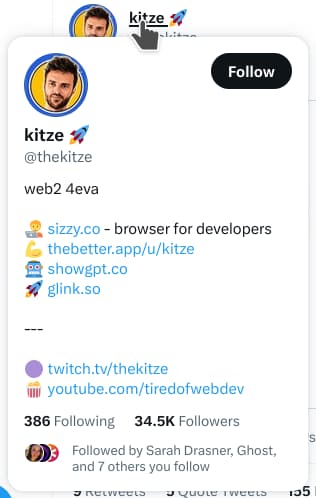 kitze 🚀
kitze
Follow
kitze 🚀
@thekitze
web2 4eva
🧑‍💻 sizzy.co - browser for developers
💪 thebetter.app/u/kitze
🤖 showgpt.co
🚀 glink.so
---
🟣 twitch.tv/thekitze
🍿 youtube.com/tiredofwebdev
386 Following 34.5K Followers
Followed by Sarah Drasner, Ghost,
and 7 others you follow
9 Retweets 5 Quote Tweets 155